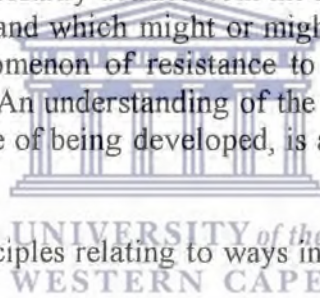 and which might or might
omenon of resistance to
An understanding of the
e of being developed, is a
UNIVERSITY of the
ciples relating to ways in
WESTERN CAPE